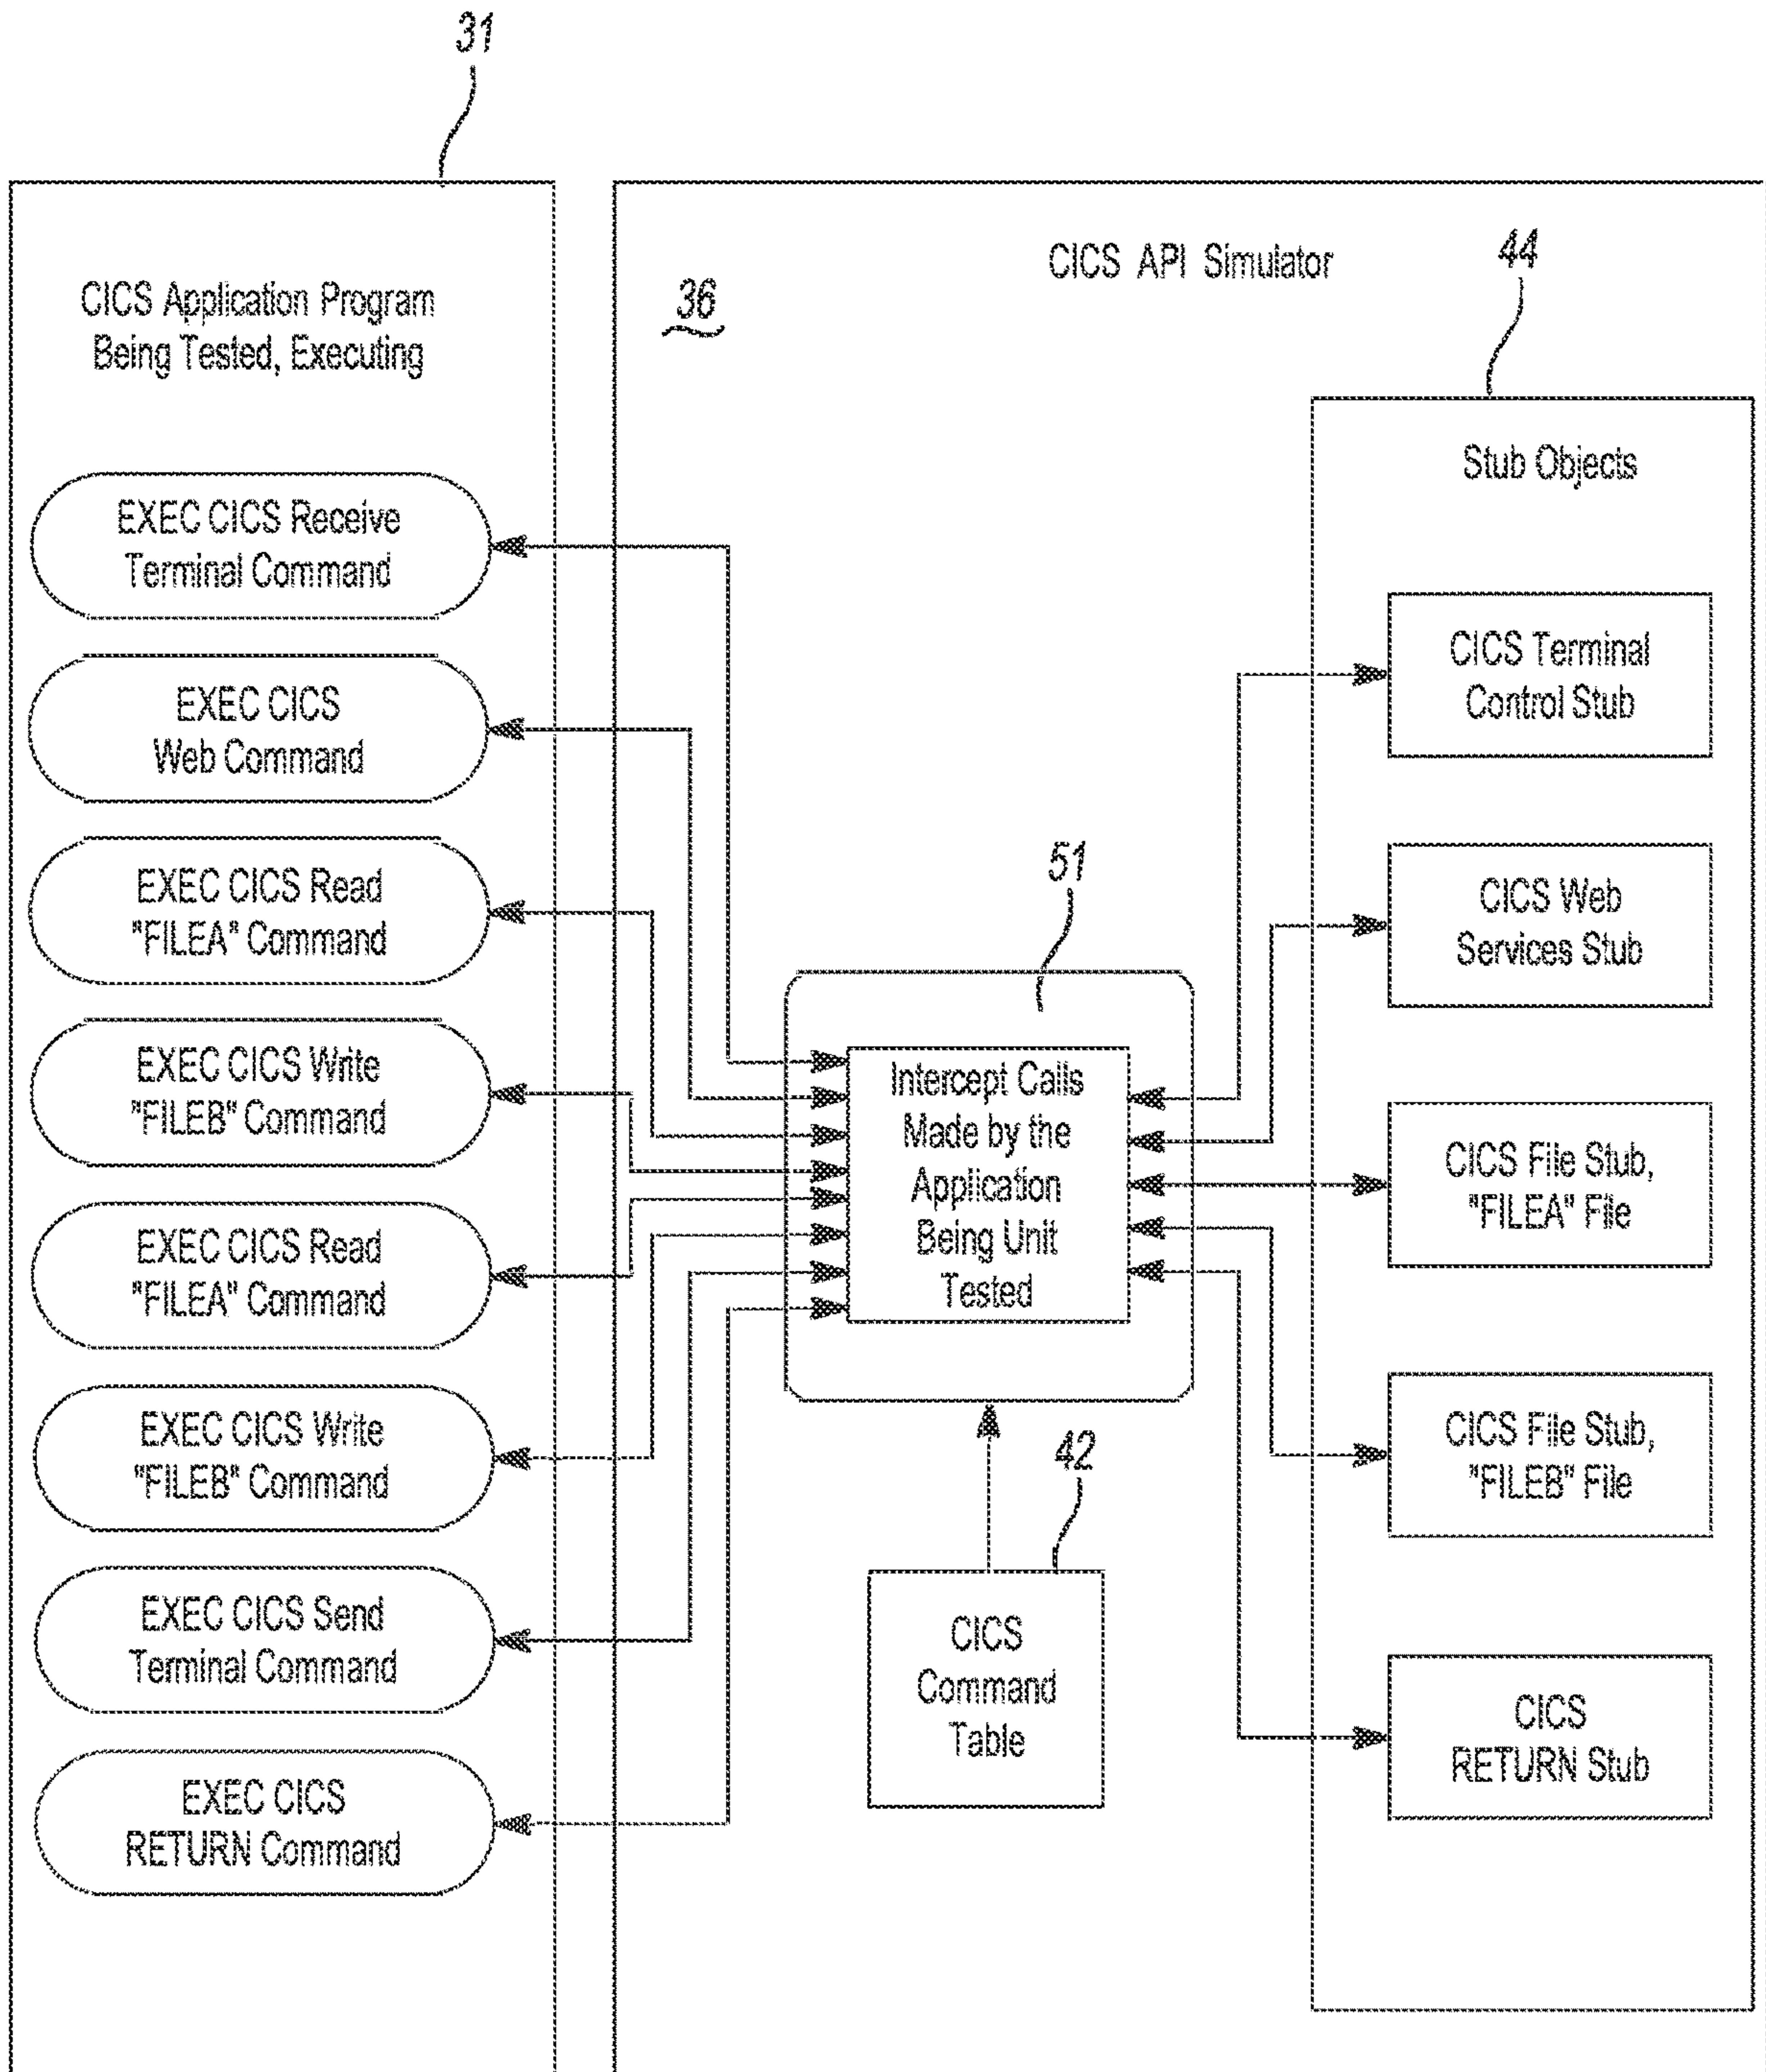 31
CICS Application Program
Being Tested, Executing
EXEC CICS Receive
Terminal Command
EXEC CICS
Web Command
EXEC CICS Read
"FILEA" Command
EXEC CICS Write
"FILEB" Command
EXEC CICS Read
"FILEA" Command
EXEC CICS Write
"FILEB" Command
EXEC CICS Send
Terminal Command
EXEC CICS
RETURN Command
CICS API Simulator
36
51
Intercept Calls
Made by the
Application
Being Unit
Tested
42
CICS
Command
Table
44
Stub Objects
CICS Terminal
Control Stub
CICS Web
Services Stub
CICS File Stub,
"FILEA" File
CICS File Stub,
"FILEB" File
CICS
RETURN Stub